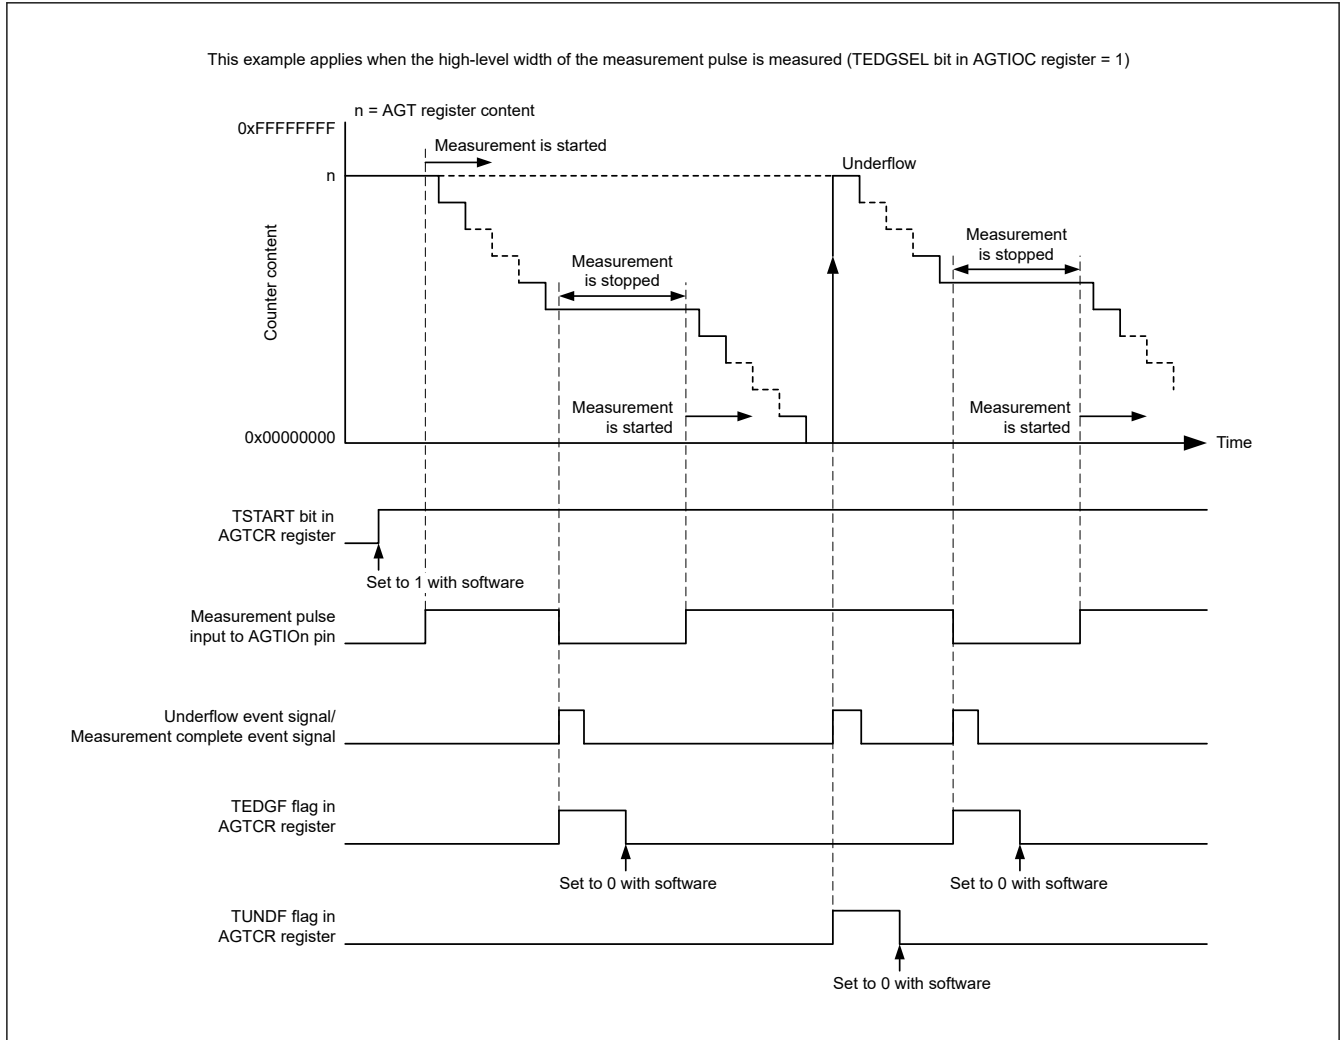 This example applies when the high-level width of the measurement pulse is measured (TEDGSEL bit in AGTIOC register = 1)
n = AGT register content
0xFFFFFFFF
Measurement is started
Underflow
n
Counter content
Measurement
is stopped
Measurement
is stopped
Measurement
is started
Measurement
is started
0x00000000
Time
TSTART bit in
AGTCR register
Set to 1 with software
Measurement pulse
input to AGTIOn pin
Underflow event signal/
Measurement complete event signal
TEDGF flag in
AGTCR register
Set to 0 with software
Set to 0 with software
TUNDF flag in
AGTCR register
Set to 0 with software